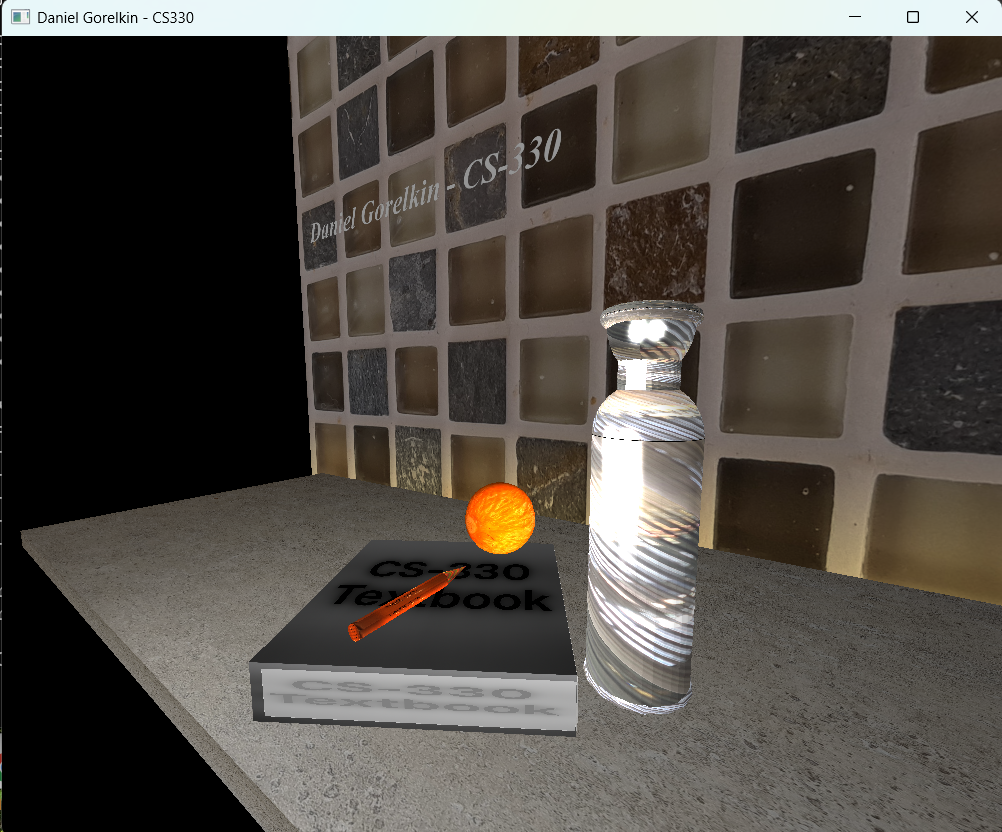 Daniel Gorelkin - CS330
Daniel Gorelkin - CS-330
CS-330
Textbook
CS-330
Textbook